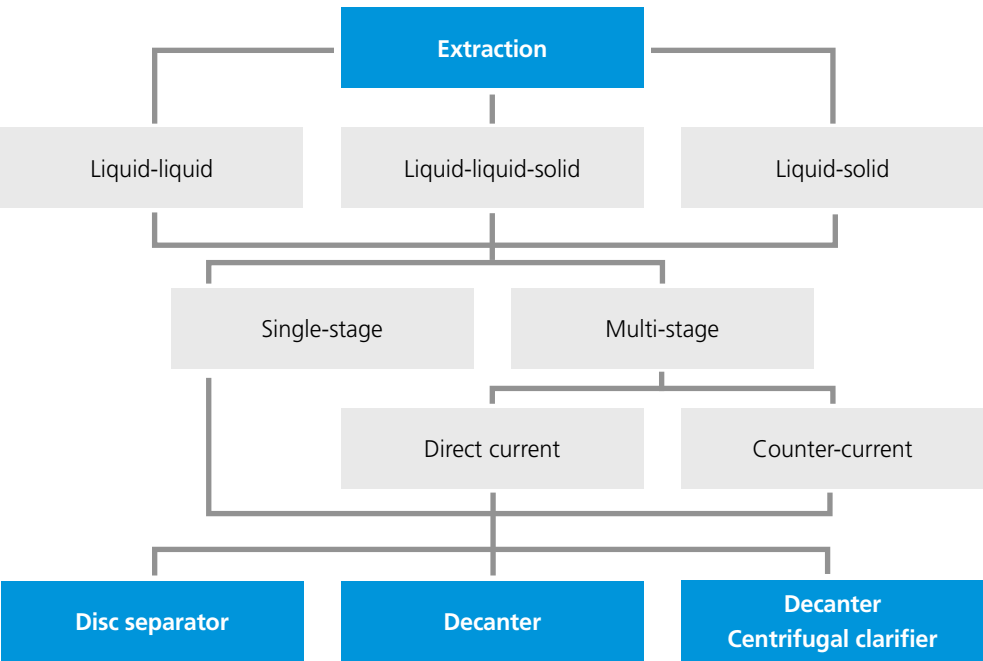 Extraction
Liquid-liquid
Liquid-liquid-solid
Liquid-solid
Single-stage
Multi-stage
Direct current
Counter-current
Disc separator
Decanter
Decanter
Centrifugal clarifier